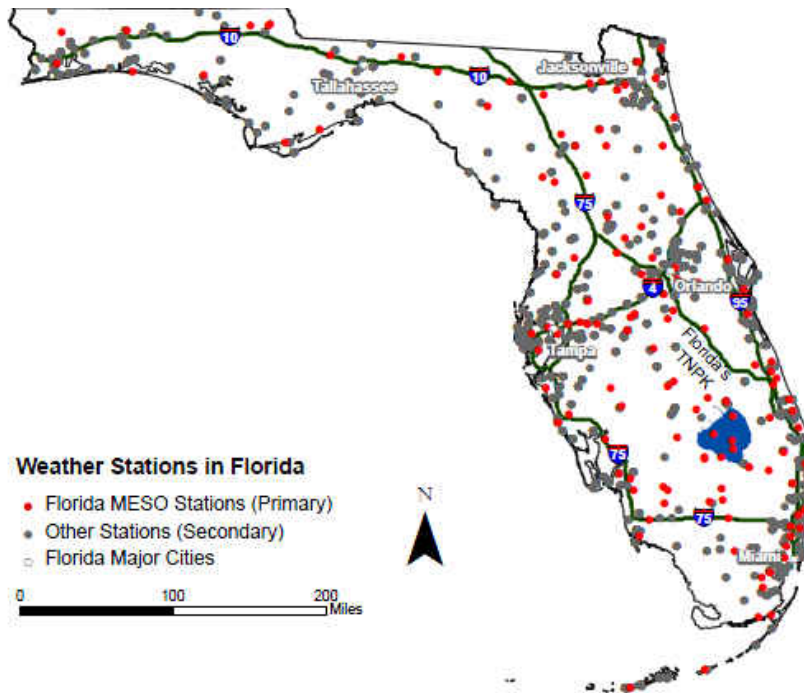 10
Jacksonville
10
Tallahassee
75
4
Orlando
95
Florida's
TNPK
Tampa
Weather Stations in Florida
75
Florida MESO Stations (Primary)
N
Other Stations (Secondary)
75
Florida Major Cities
Miami
0 100 200
Miles